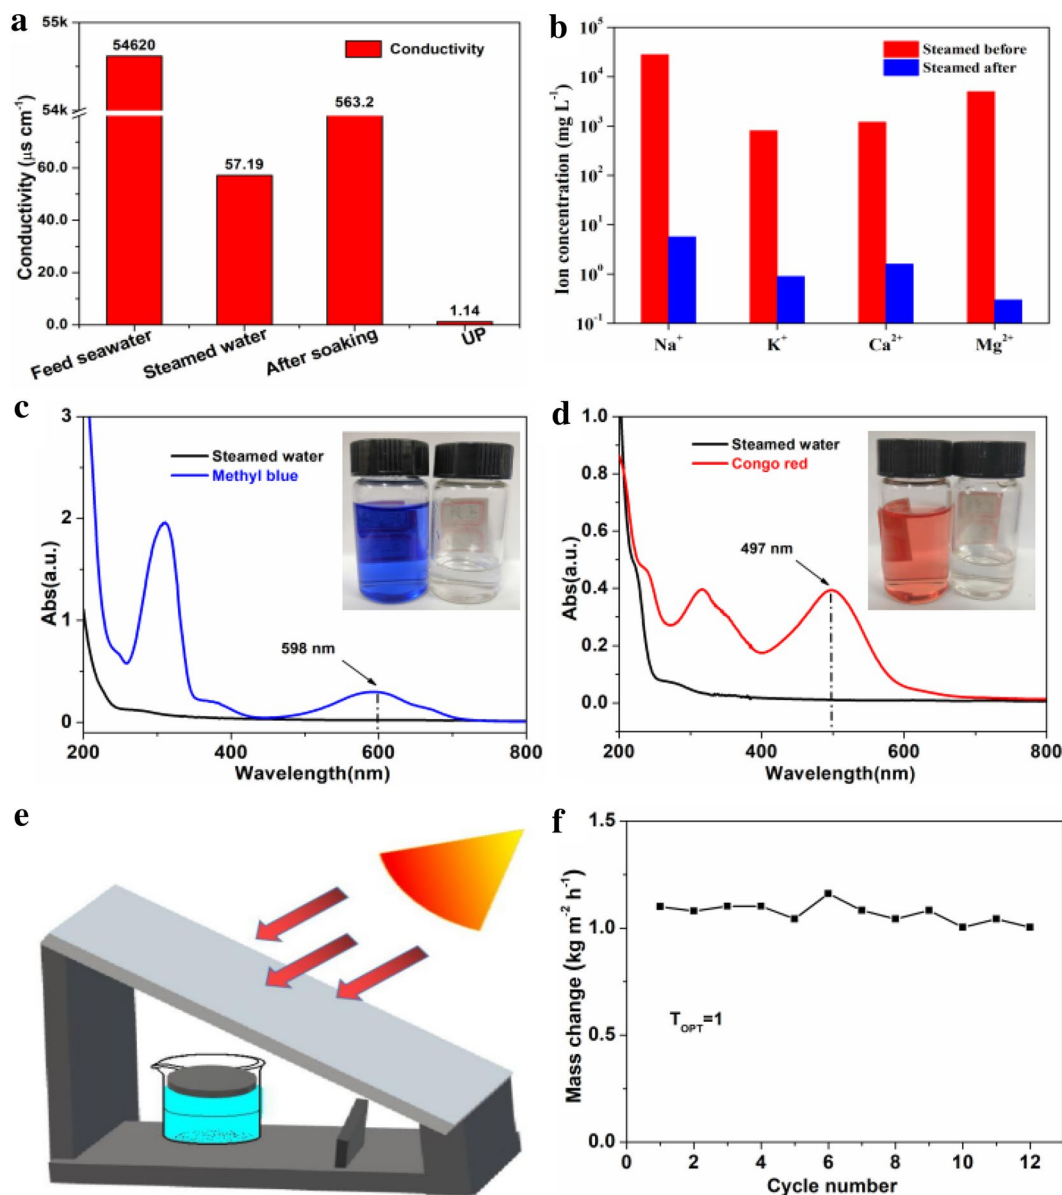 a
55k
54620
Conductivity
54k
563.2
60.0
57.19
40.0
20.0
1.14
0.0
Conductivity (μs cm⁻¹)
Feed seawater
Steamed water
After soaking
UP
b
10⁵
Steamed before
Steamed after
10⁴
10³
10²
10¹
10⁰
10⁻¹
Ion concentration (mg L⁻¹)
Na⁺
K⁺
Ca²⁺
Mg²⁺
c
3
Steamed water
Methyl blue
2
1
598 nm
0
Abs(a.u.)
200
400
600
800
Wavelength(nm)
d
1.0
Steamed water
Congo red
0.8
0.6
497 nm
0.4
0.2
0.0
Abs(a.u.)
200
400
600
800
Wavelength(nm)
e
f
1.5
1.0
0.5
T_OPT=1
0.0
Mass change (kg m⁻² h⁻¹)
0
2
4
6
8
10
12
Cycle number